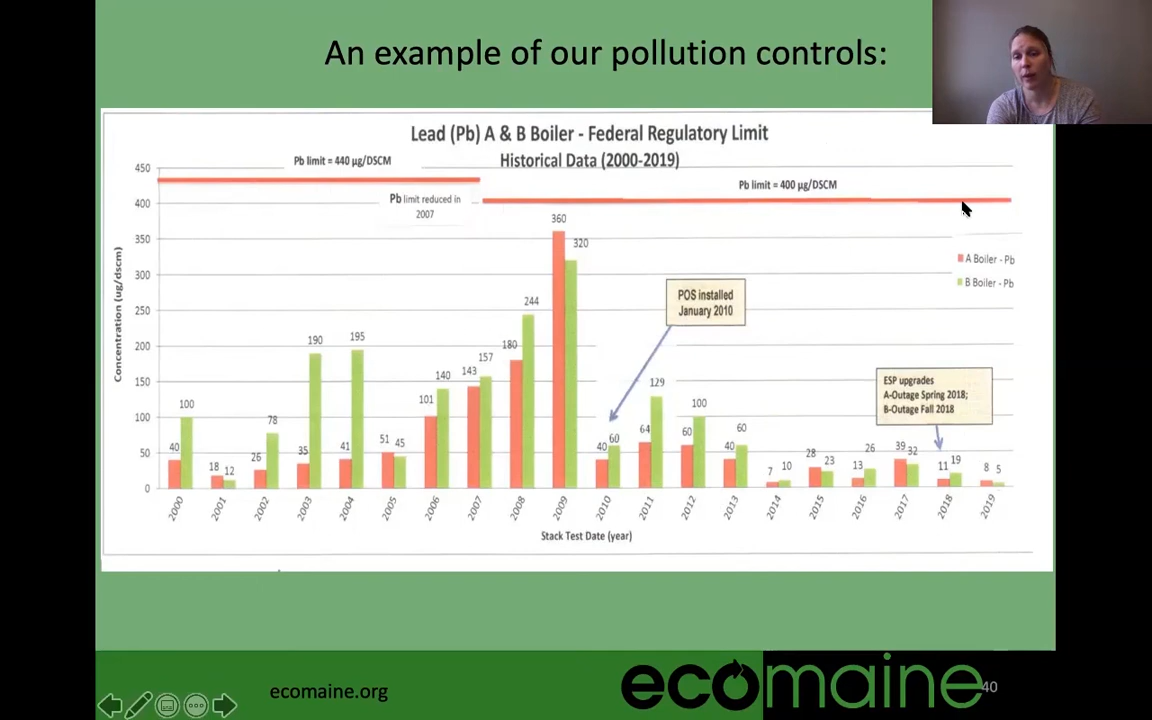 An example of our pollution controls:
Lead (Pb) A & B Boiler - Federal Regulatory Limit
Historical Data (2000-2019)
Pb limit = 440 µg/DSCM
Pb limit = 400 µg/DSCM
Pb limit reduced in
2007
Concentration (ug/dscm)
450
400
350
300
250
200
150
100
50
0
40 100
18 12
26 78
35 190
41 195
51 45
101 140
143 157
180 244
360 320
40 60
64 129
60 100
40 60
7 10
28 23
13 26
39 32
11 19
8 5
POS installed
January 2010
ESP upgrades
A-Outage Spring 2018;
B-Outage Fall 2018
A Boiler - Pb
B Boiler - Pb
2000 2001 2002 2003 2004 2005 2006 2007 2008 2009 2010 2011 2012 2013 2014 2015 2016 2017 2018 2019
Stack Test Date (year)
ecomaine.org
ecomaine
40